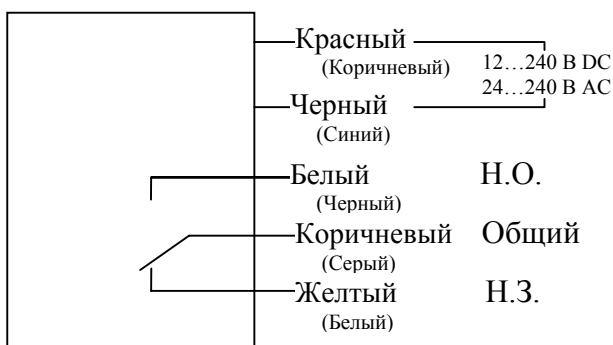 Красный
(Коричневый)
12...240 В DC
24...240 В AC
Черный
(Синий)
Белый Н.О.
(Черный)
Коричневый Общий
(Серый)
Желтый Н.З.
(Белый)